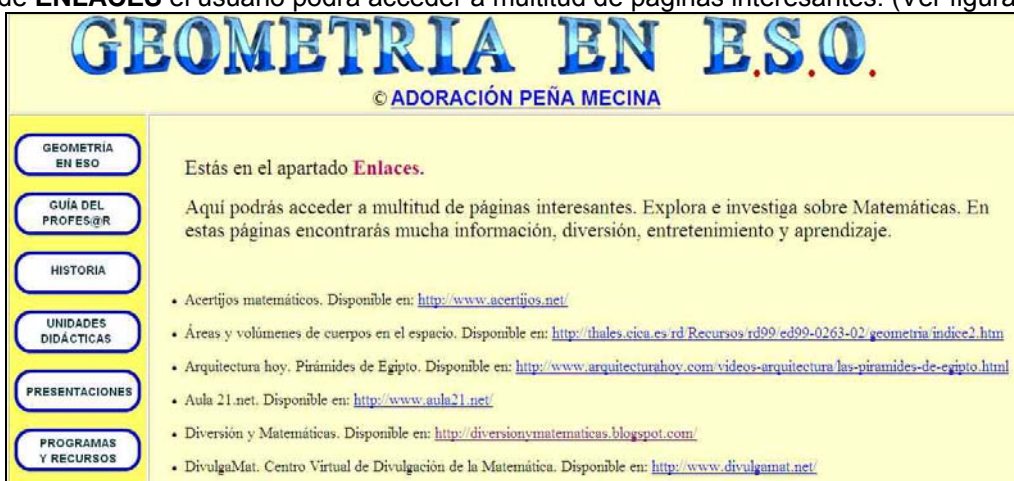 de ENLACES el usuario podrá acceder a multitud de páginas interesantes. (Ver figura
GEOMETRIA EN E.S.O.
© ADORACIÓN PEÑA MECINA
GEOMETRÍA
EN ESO
GUÍA DEL
PROFES@R
HISTORIA
UNIDADES
DIDÁCTICAS
PRESENTACIONES
PROGRAMAS
Y RECURSOS
Estás en el apartado Enlaces.
Aquí podrás acceder a multitud de páginas interesantes. Explora e investiga sobre Matemáticas. En
estas páginas encontrarás mucha información, diversión, entretenimiento y aprendizaje.
• Acertijos matemáticos. Disponible en: http://www.acertijos.net/
• Áreas y volúmenes de cuerpos en el espacio. Disponible en: http://thales.cica.es/rd/Recursos/rd99/ed99-0263-02/geometria/indice2.htm
• Arquitectura hoy. Pirámides de Egipto. Disponible en: http://www.arquitecturahoy.com/videos-arquitectura/las-piramides-de-egipto.html
• Aula 21.net. Disponible en: http://www.aula21.net/
• Diversión y Matemáticas. Disponible en: http://diversionymatematicas.blogspot.com/
• DivulgaMat. Centro Virtual de Divulgación de la Matemática. Disponible en: http://www.divulgamat.net/